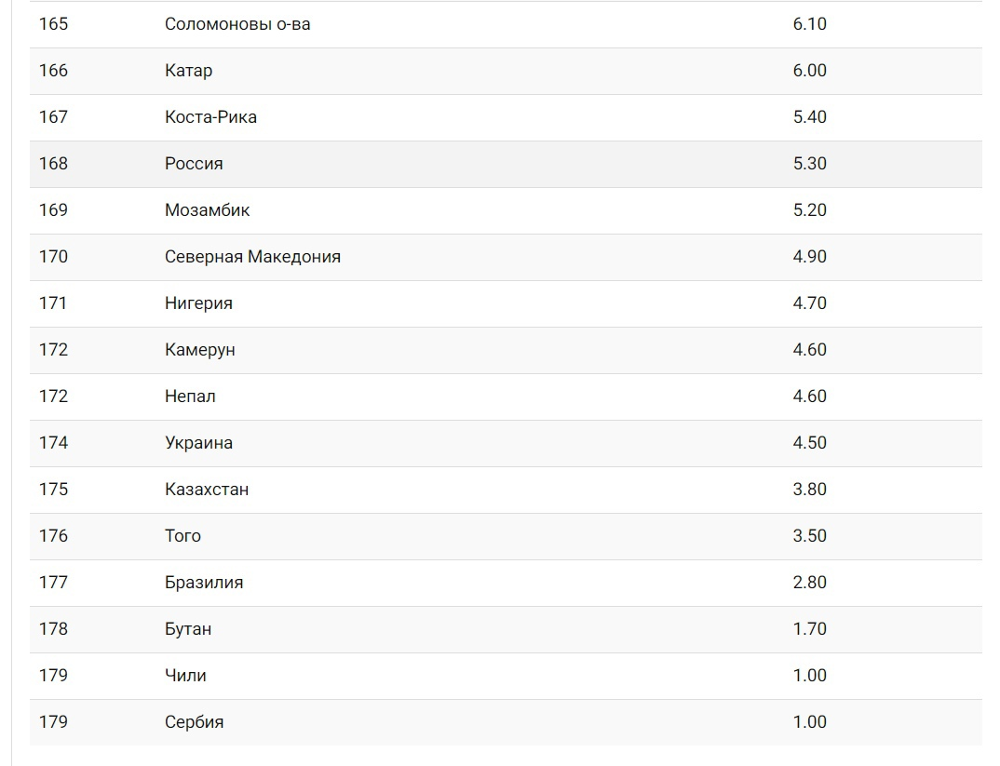 165 Соломоновы о-ва 6.10
166 Катар 6.00
167 Коста-Рика 5.40
168 Россия 5.30
169 Мозамбик 5.20
170 Северная Македония 4.90
171 Нигерия 4.70
172 Камерун 4.60
172 Непал 4.60
174 Украина 4.50
175 Казахстан 3.80
176 Того 3.50
177 Бразилия 2.80
178 Бутан 1.70
179 Чили 1.00
179 Сербия 1.00